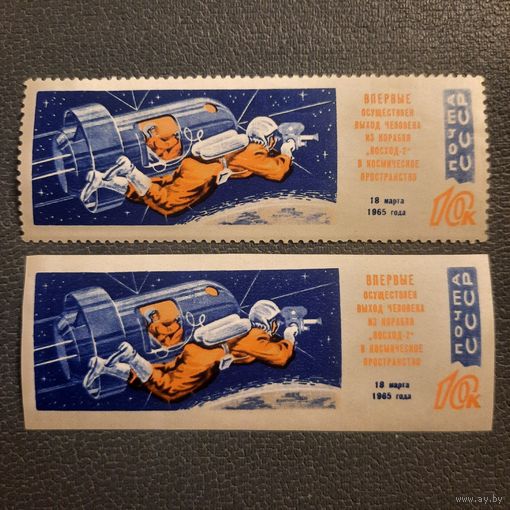 ВПЕРВЫЕ
ОСУЩЕСТВЛЕН
ВЫХОД ЧЕЛОВЕКА
ИЗ КОРАБЛЯ
„ВОСХОД-2"
В КОСМИЧЕСКОЕ
ПРОСТРАНСТВО
18 марта
1965 года
ПОЧТА
СССР
10к
ВПЕРВЫЕ
ОСУЩЕСТВЛЕН
ВЫХОД ЧЕЛОВЕКА
ИЗ КОРАБЛЯ
„ВОСХОД-2"
В КОСМИЧЕСКОЕ
ПРОСТРАНСТВО
18 марта
1965 года
ПОЧТА
СССР
10к
www.ay.by